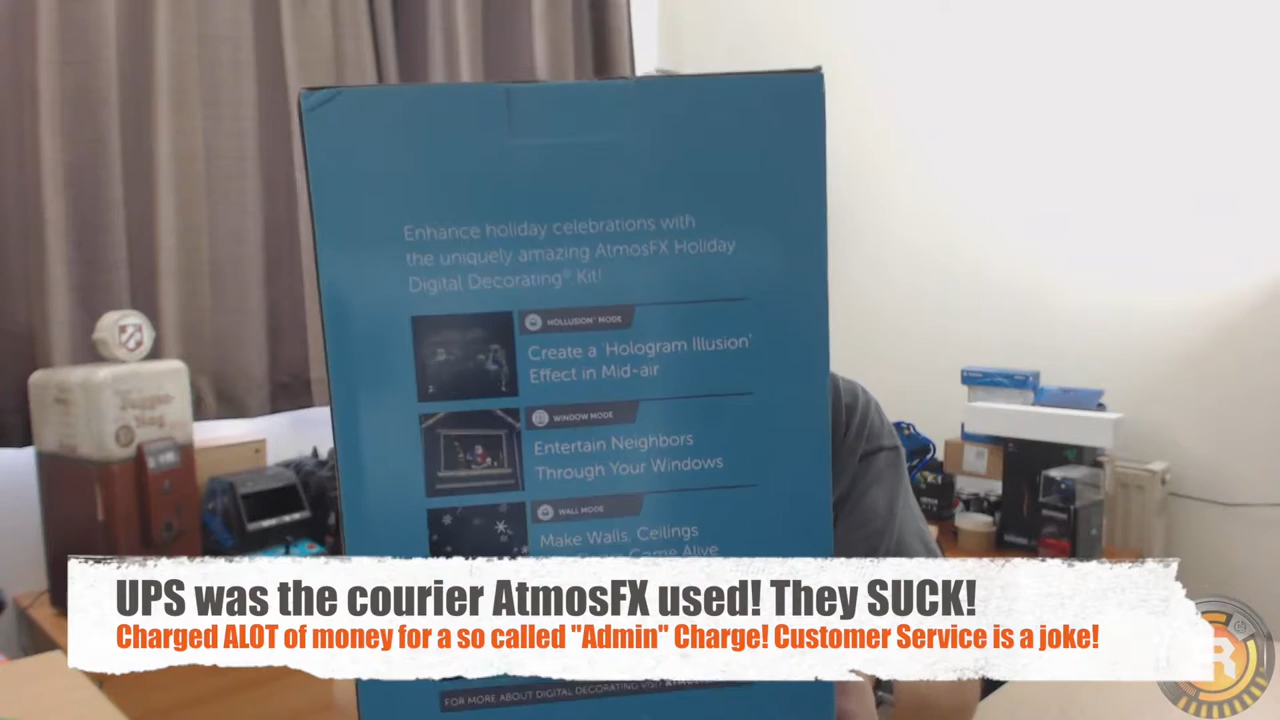 Enhance holiday celebrations with
the uniquely amazing AtmosFX Holiday
Digital Decorating® Kit!
HOLLUSION™ MODE
Create a 'Hologram Illusion'
Effect in Mid-air
WINDOW MODE
Entertain Neighbors
Through Your Windows
WALL MODE
Make Walls, Ceilings
Come Alive
UPS was the courier AtmosFX used! They SUCK!
Charged ALOT of money for a so called "Admin" Charge! Customer Service is a joke!
R
FOR MORE ABOUT DIGITAL DECORATING VISIT